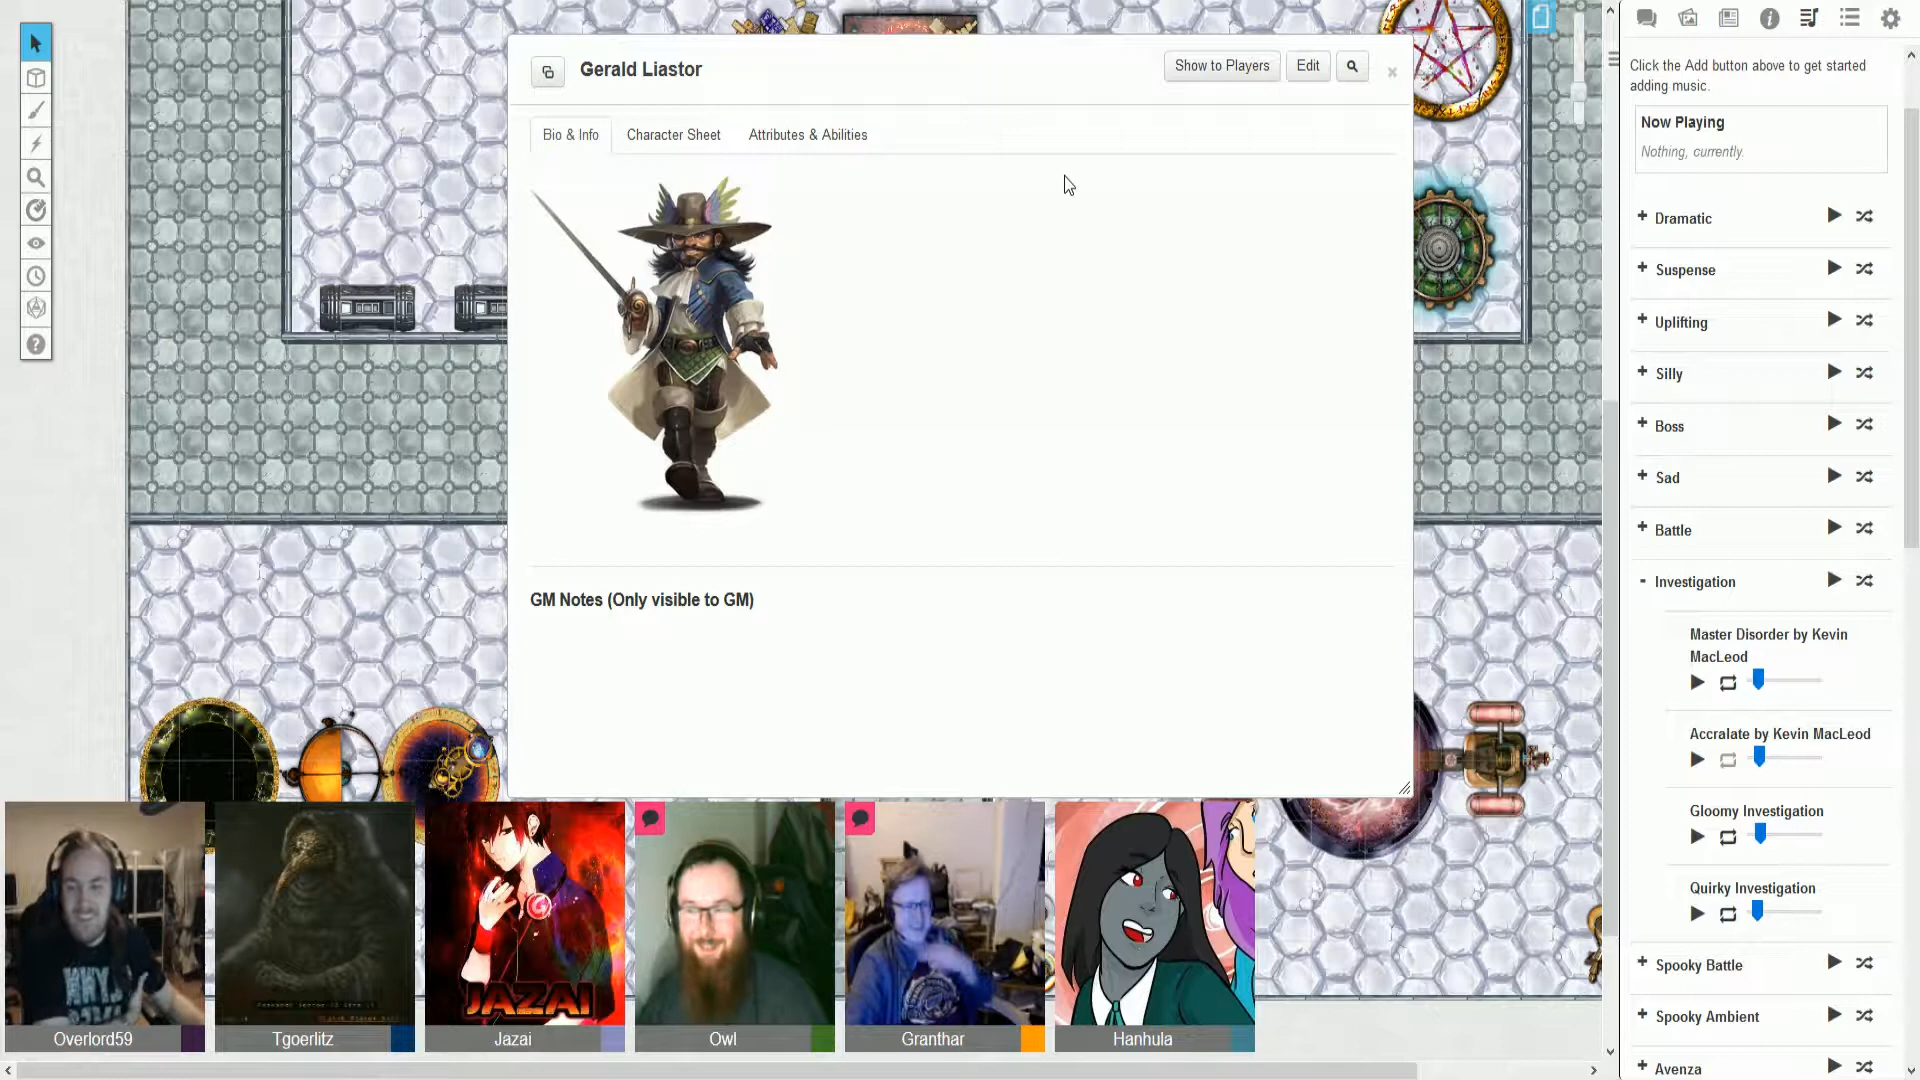 Gerald Liastor
Show to Players
Edit
Bio & Info
Character Sheet
Attributes & Abilities
GM Notes (Only visible to GM)
Click the Add button above to get started
adding music.
Now Playing
Nothing, currently.
Dramatic
Suspense
Uplifting
Silly
Boss
Sad
Battle
Investigation
Master Disorder by Kevin
MacLeod
Accralate by Kevin MacLeod
Gloomy Investigation
Quirky Investigation
Spooky Battle
Spooky Ambient
Avenza
JAZAI
Overlord59
Tgoerlitz
Jazai
Owl
Granthar
Hanhula